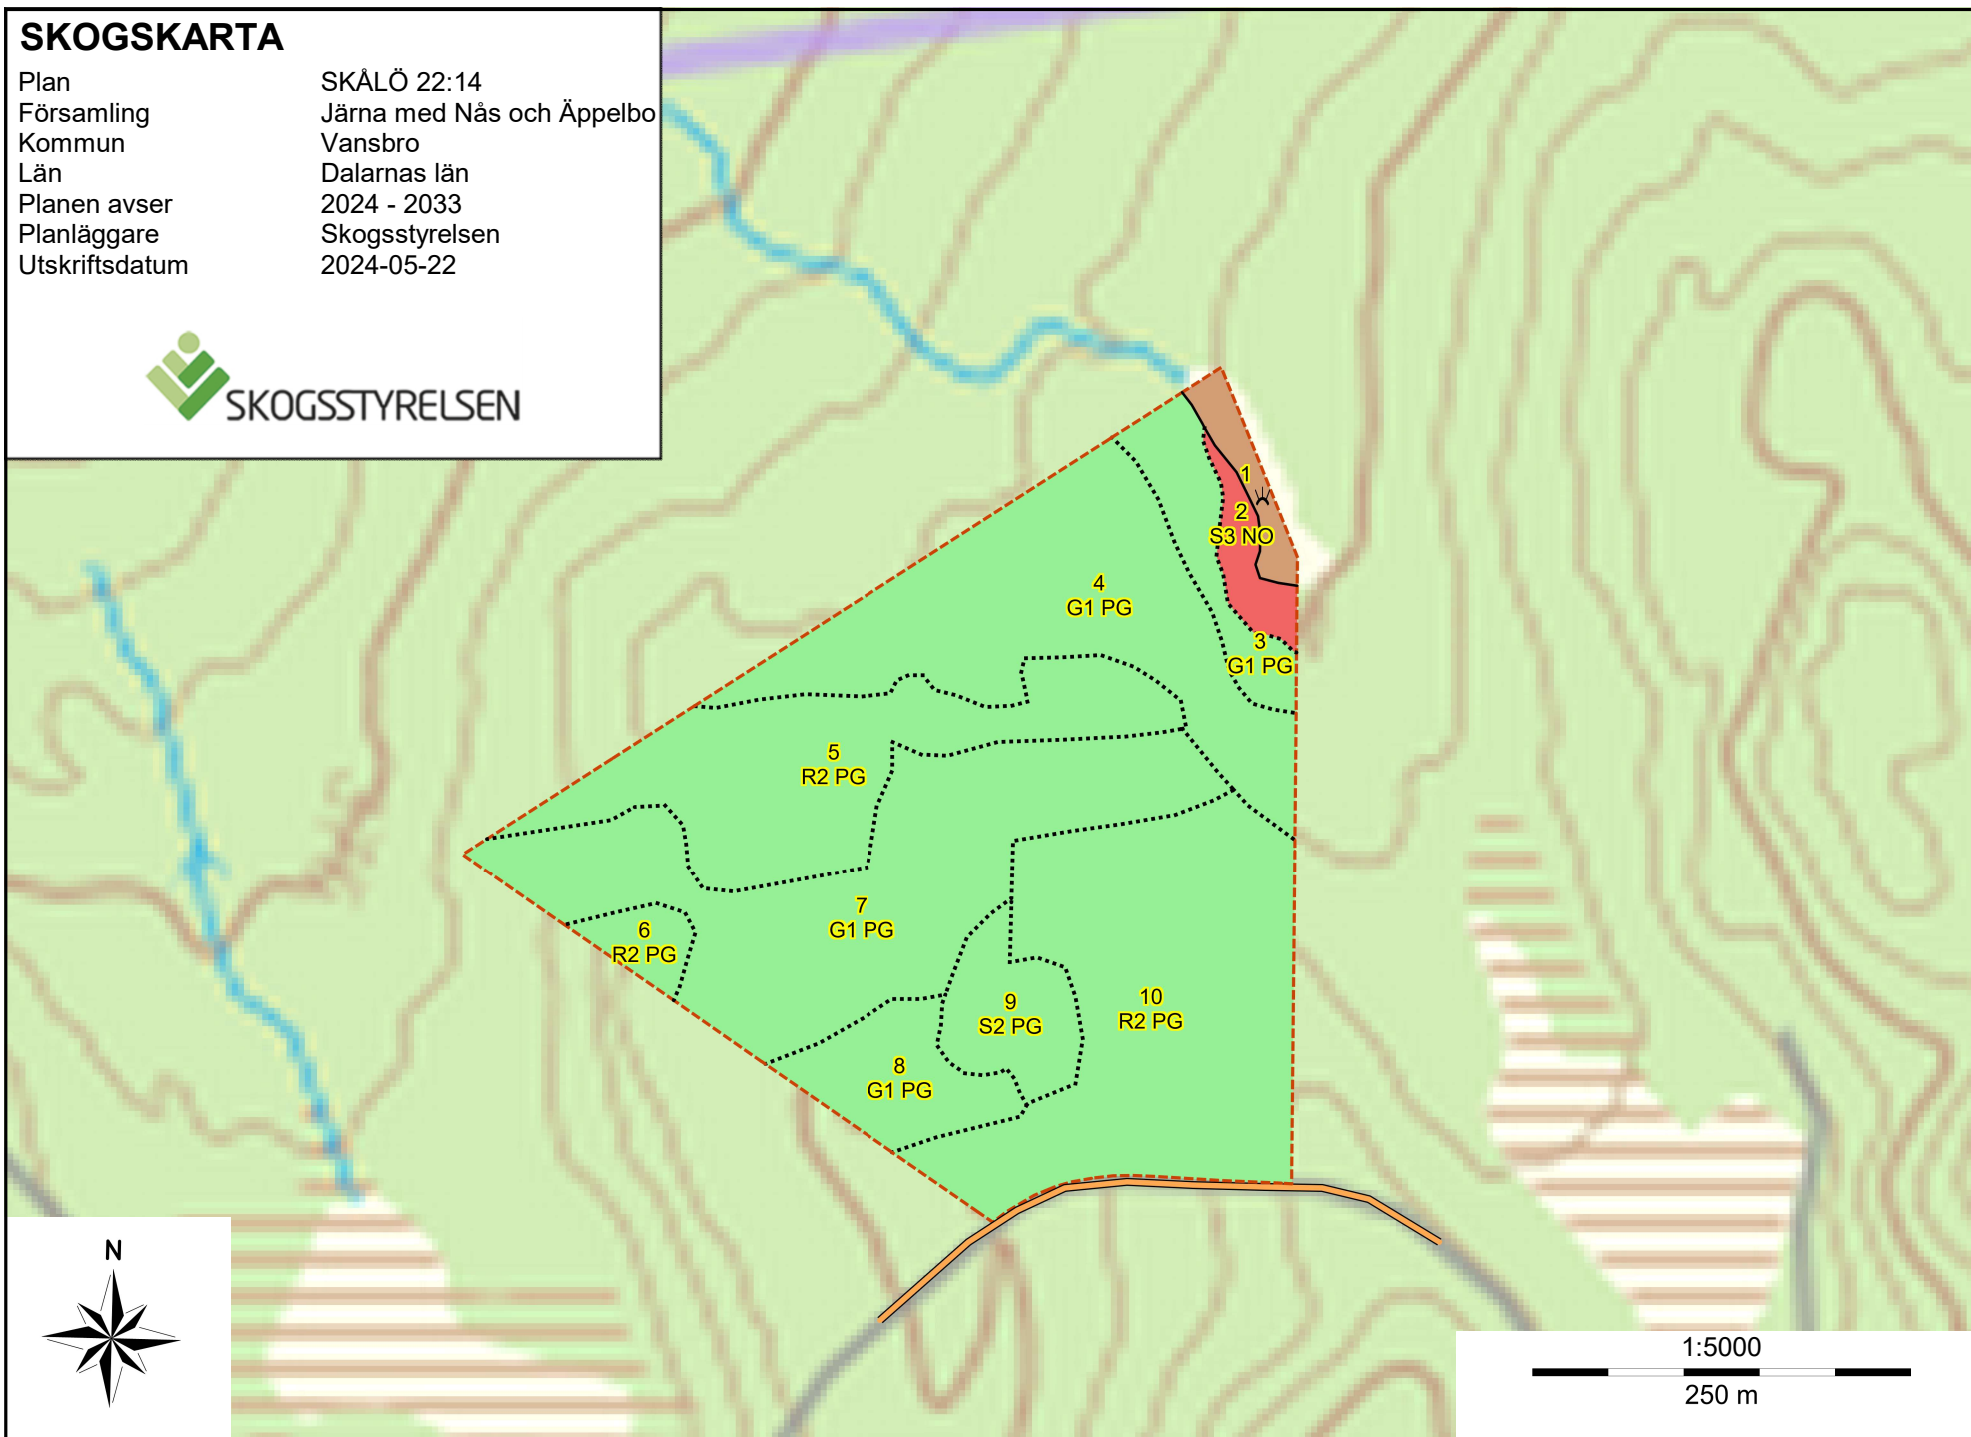 SKOGSKARTA
Plan SKÅLÖ 22:14
Församling Järna med Nås och Äppelbo
Kommun Vansbro
Län Dalarnas län
Planen avser 2024 - 2033
Planläggare Skogsstyrelsen
Utskriftsdatum 2024-05-22
SKOGSSTYRELSEN
1
2
S3 NO
3
G1 PG
4
G1 PG
5
R2 PG
6
R2 PG
7
G1 PG
8
G1 PG
9
S2 PG
10
R2 PG
N
1:5000
250 m